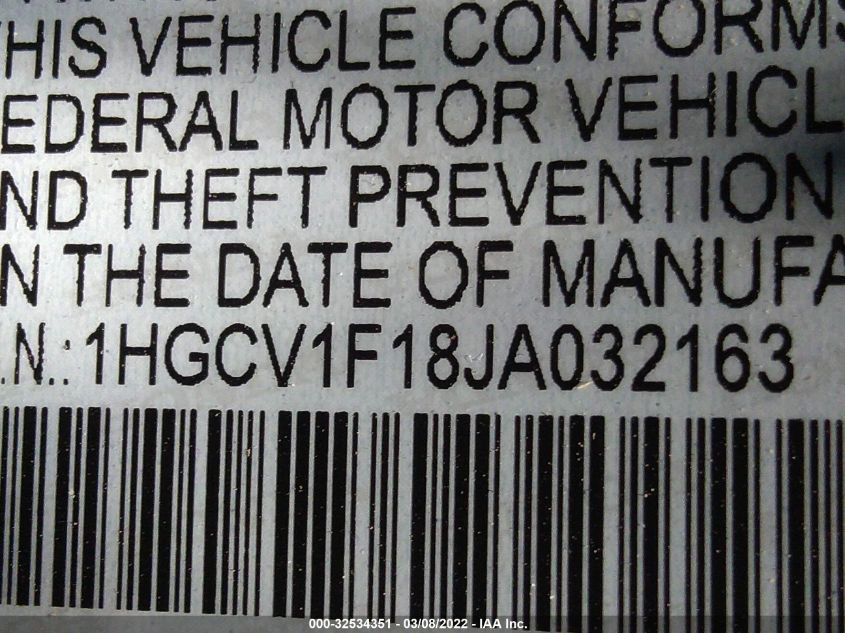 THIS VEHICLE CONFORMS
EDERAL MOTOR VEHICL
ND THEFT PREVENTION
N THE DATE OF MANUFA
.N.: 1HGCV1F18JA032163
000-32534351 - 03/08/2022 - IAA Inc.